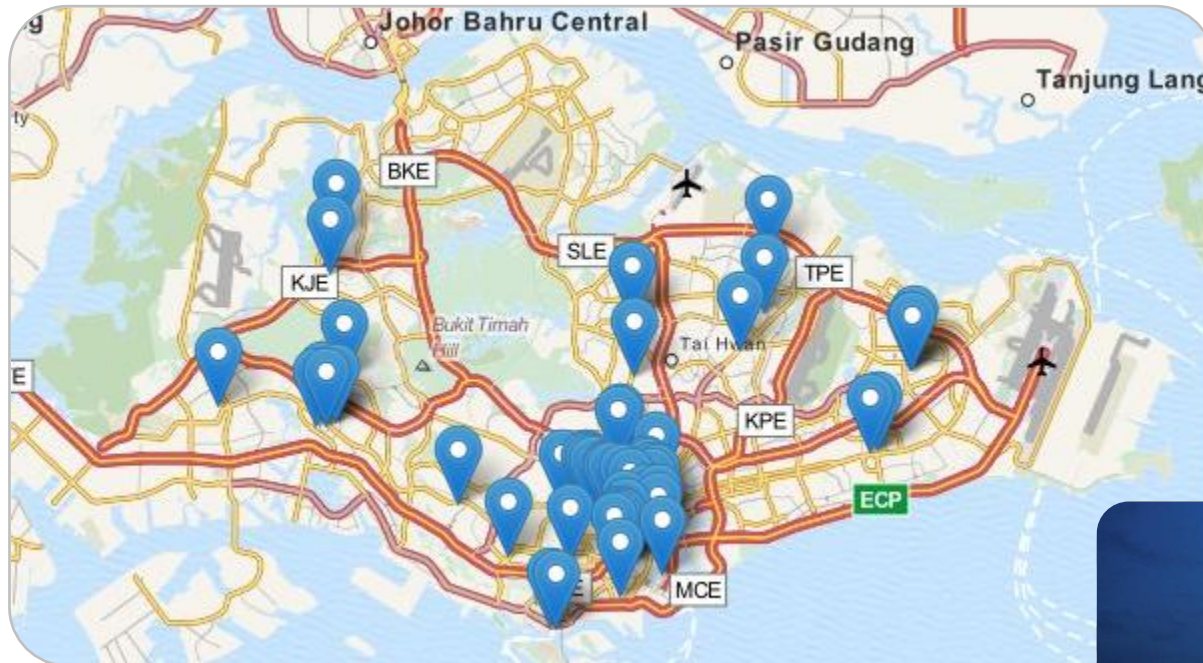 g
Johor Bahru Central
Pasir Gudang
Tanjung Lang
ty
BKE
SLE
TPE
KJE
Bukit Timah
Hill
Tai Hwan
E
KPE
ECP
E
MCE